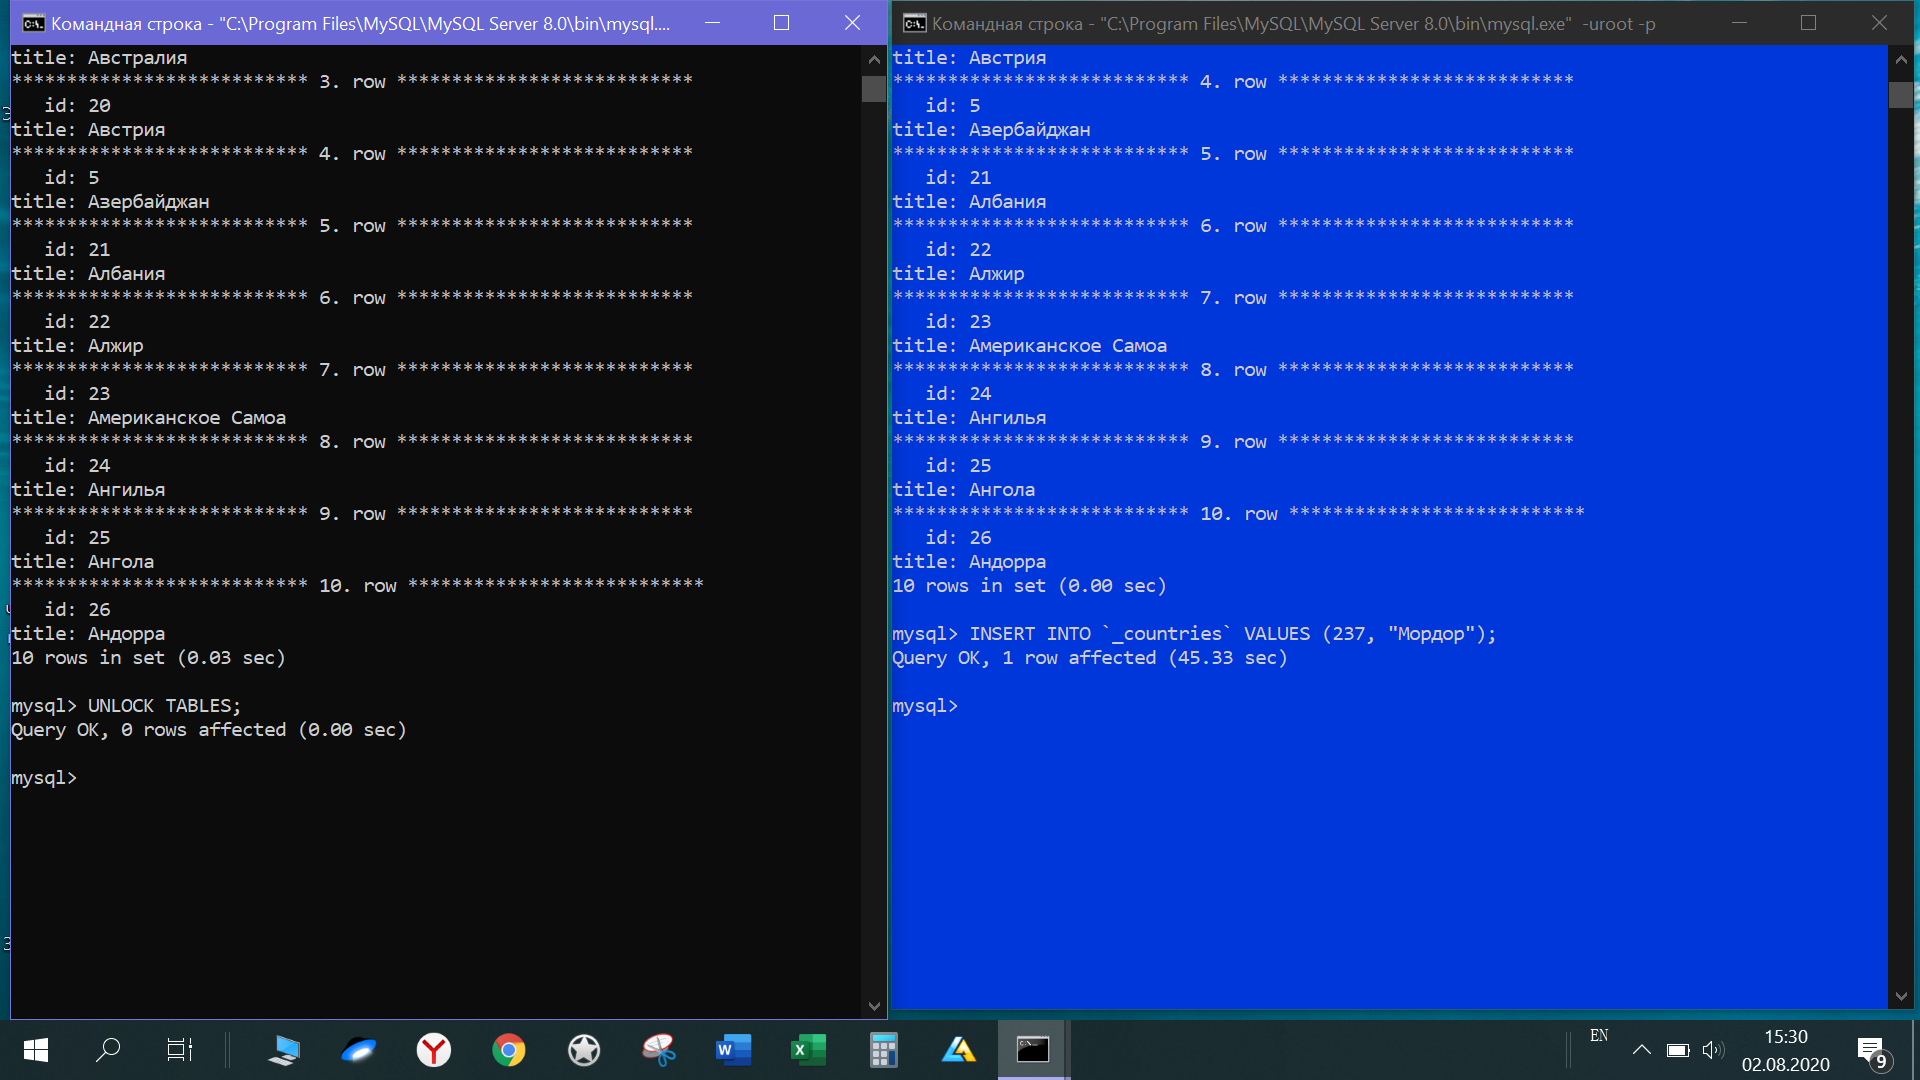 Командная строка - "C:\Program Files\MySQL\MySQL Server 8.0\bin\mysql....
title: Австралия
*************************** 3. row ***************************
id: 20
title: Австрия
*************************** 4. row ***************************
id: 5
title: Азербайджан
*************************** 5. row ***************************
id: 21
title: Албания
*************************** 6. row ***************************
id: 22
title: Алжир
*************************** 7. row ***************************
id: 23
title: Американское Самоа
*************************** 8. row ***************************
id: 24
title: Ангилья
*************************** 9. row ***************************
id: 25
title: Ангола
*************************** 10. row ***************************
id: 26
title: Андорра
10 rows in set (0.03 sec)
mysql> UNLOCK TABLES;
Query OK, 0 rows affected (0.00 sec)
mysql>
Командная строка - "C:\Program Files\MySQL\MySQL Server 8.0\bin\mysql.exe" -uroot -p
title: Австрия
*************************** 4. row ***************************
id: 5
title: Азербайджан
*************************** 5. row ***************************
id: 21
title: Албания
*************************** 6. row ***************************
id: 22
title: Алжир
*************************** 7. row ***************************
id: 23
title: Американское Самоа
*************************** 8. row ***************************
id: 24
title: Ангилья
*************************** 9. row ***************************
id: 25
title: Ангола
*************************** 10. row ***************************
id: 26
title: Андорра
10 rows in set (0.00 sec)
mysql> INSERT INTO `_countries` VALUES (237, "Мордор");
Query OK, 1 row affected (45.33 sec)
mysql>
EN
15:30
02.08.2020
9